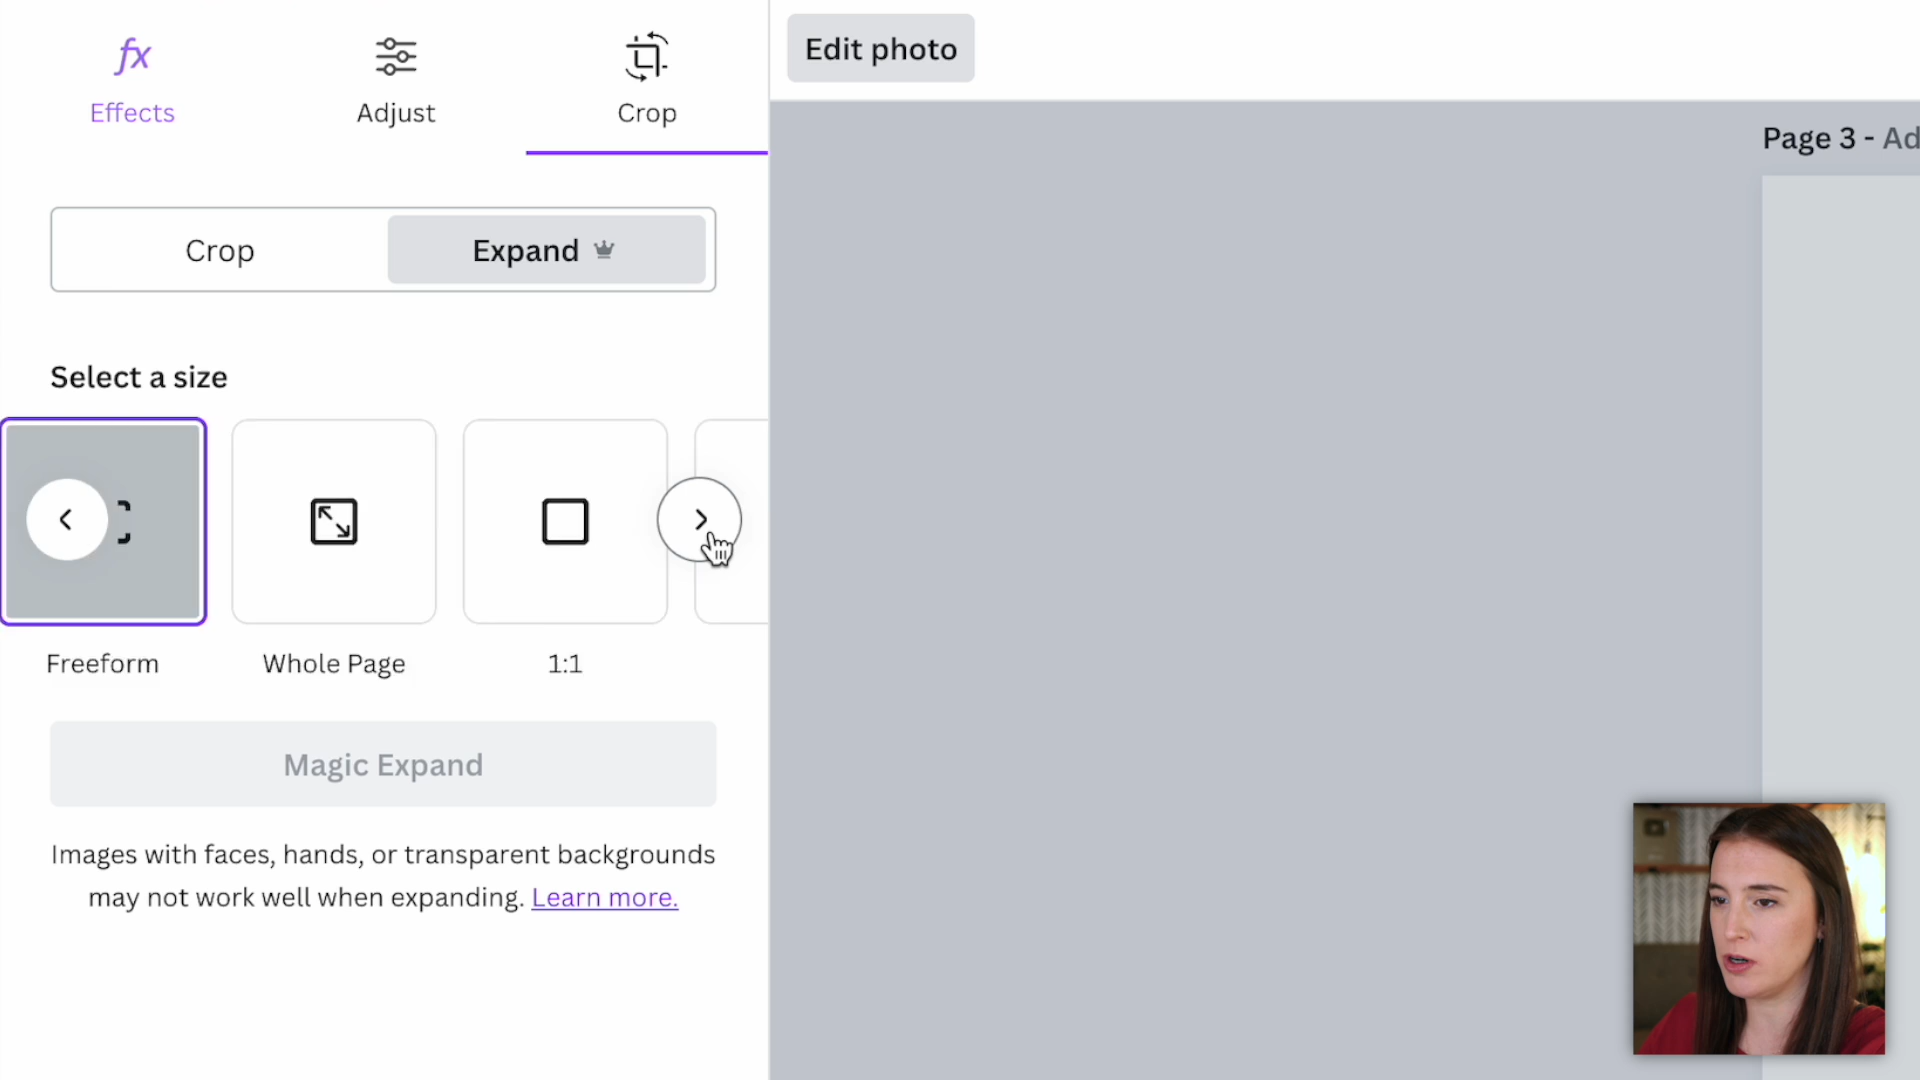 fx
Effects
Adjust
Crop
Edit photo
Page 3 - Ad
Crop
Expand
Select a size
Freeform
Whole Page
1:1
Magic Expand
Images with faces, hands, or transparent backgrounds
may not work well when expanding. Learn more.